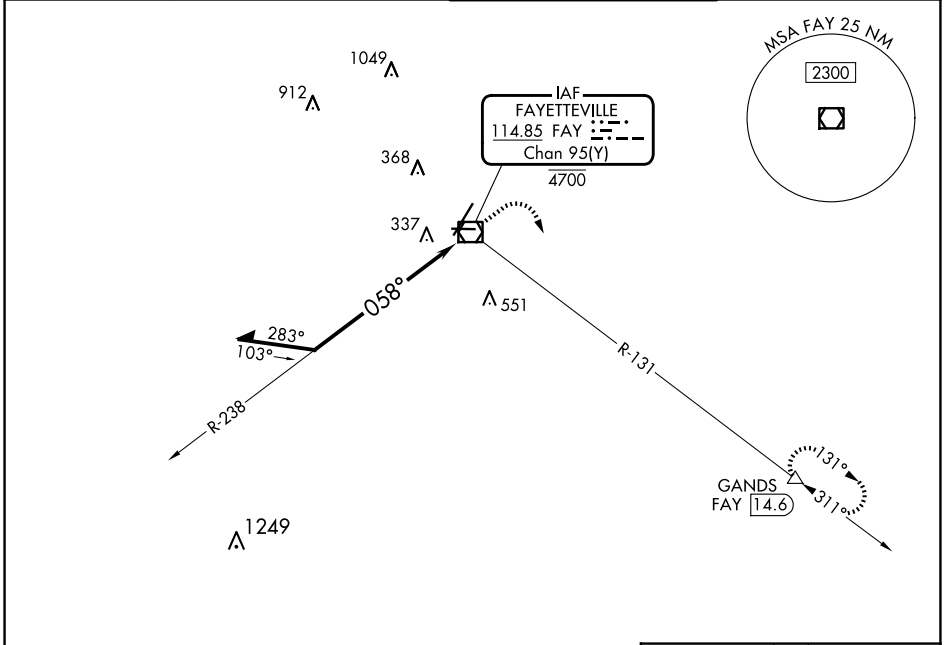 MSA FAY 25 NM
2300
1049
912
IAF
FAYETTEVILLE
114.85 FAY
Chan 95(Y)
4700
368
337
551
058°
283°
103°
R-238
R-131
GANDS
FAY 14.6
131°
311°
1249